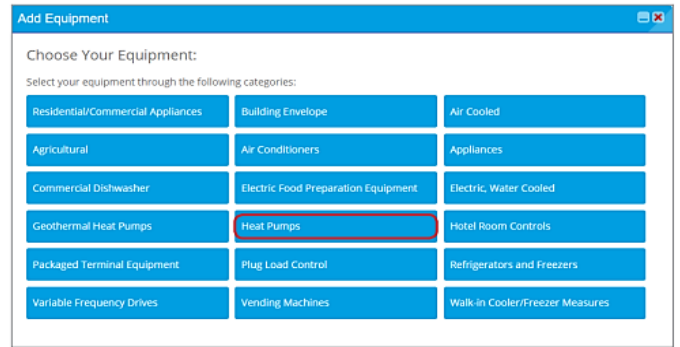 Add Equipment
Choose Your Equipment:
Select your equipment through the following categories:
Residential/Commercial Appliances
Building Envelope
Air Cooled
Agricultural
Air Conditioners
Appliances
Commercial Dishwasher
Electric Food Preparation Equipment
Electric, Water Cooled
Geothermal Heat Pumps
Heat Pumps
Hotel Room Controls
Packaged Terminal Equipment
Plug Load Control
Refrigerators and Freezers
Variable Frequency Drives
Vending Machines
Walk-in Cooler/Freezer Measures